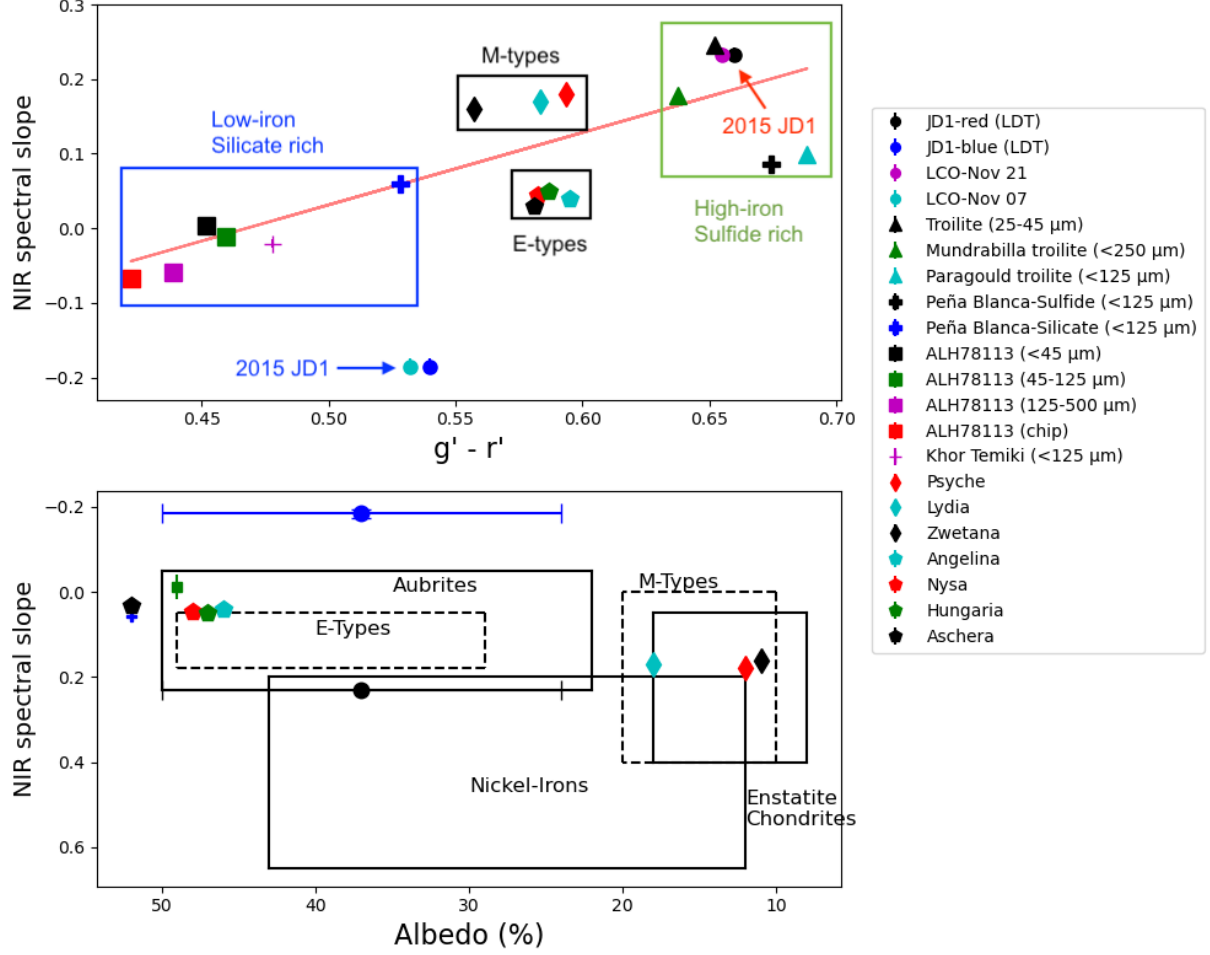 0.3
0.2
0.1
0.0
−0.1
−0.2
NIR spectral slope
M-types
Low-iron
Silicate rich
2015 JD1
E-types
High-iron
Sulfide rich
2015 JD1
0.45
0.50
0.55
0.60
0.65
0.70
g' - r'
JD1-red (LDT)
JD1-blue (LDT)
LCO-Nov 21
LCO-Nov 07
Troilite (25-45 μm)
Mundrabilla troilite (<250 μm)
Paragould troilite (<125 μm)
Peña Blanca-Sulfide (<125 μm)
Peña Blanca-Silicate (<125 μm)
ALH78113 (<45 μm)
ALH78113 (45-125 μm)
ALH78113 (125-500 μm)
ALH78113 (chip)
Khor Temiki (<125 μm)
Psyche
Lydia
Zwetana
Angelina
Nysa
Hungaria
Aschera
−0.2
0.0
0.2
0.4
0.6
NIR spectral slope
Aubrites
M-Types
E-Types
Nickel-Irons
Enstatite
Chondrites
50
40
30
20
10
Albedo (%)